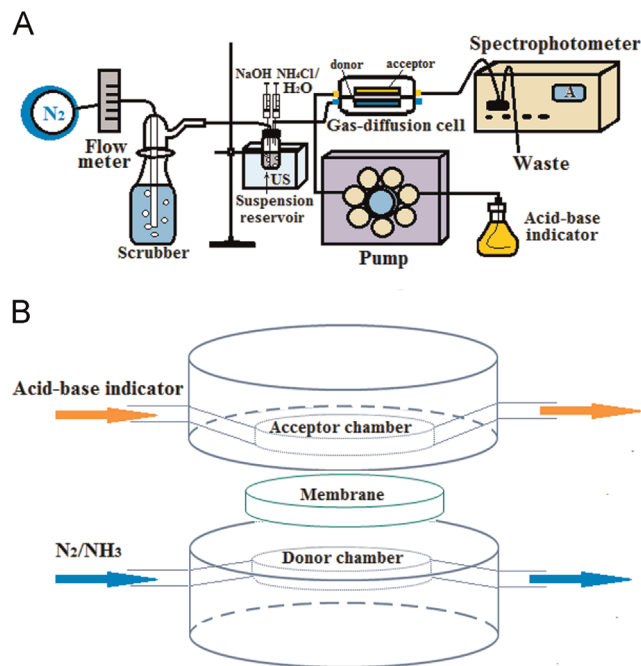 A
Spectrophotometer
NaOH NH4Cl/
H2O
donor
acceptor
N2
A
Flow
meter
Gas-diffusion cell
Waste
US
Suspension
reservoir
Scrubber
Pump
Acid-base
indicator
B
Acid-base indicator
Acceptor chamber
Membrane
N2/NH3
Donor chamber